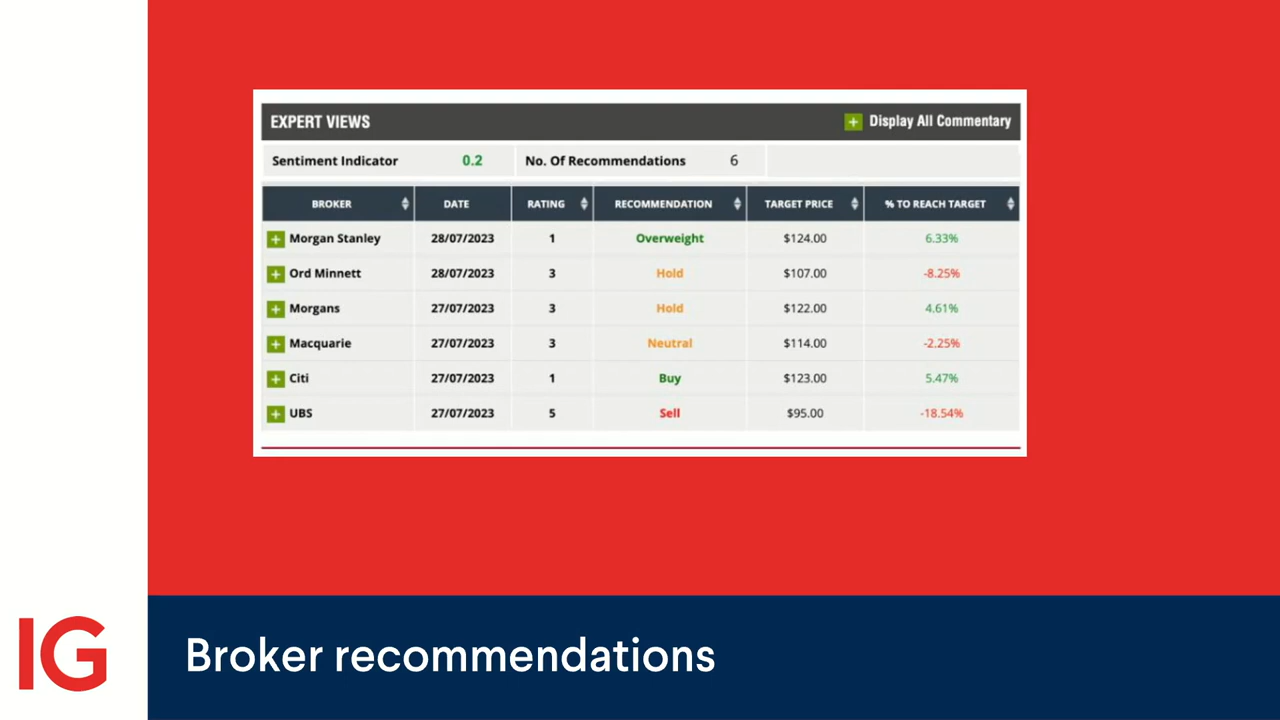 EXPERT VIEWS + Display All Commentary
Sentiment Indicator 0.2 No. Of Recommendations 6
BROKER DATE RATING RECOMMENDATION TARGET PRICE % TO REACH TARGET
+ Morgan Stanley 28/07/2023 1 Overweight $124.00 6.33%
+ Ord Minnett 28/07/2023 3 Hold $107.00 -8.25%
+ Morgans 27/07/2023 3 Hold $122.00 4.61%
+ Macquarie 27/07/2023 3 Neutral $114.00 -2.25%
+ Citi 27/07/2023 1 Buy $123.00 5.47%
+ UBS 27/07/2023 5 Sell $95.00 -18.54%
IG
Broker recommendations